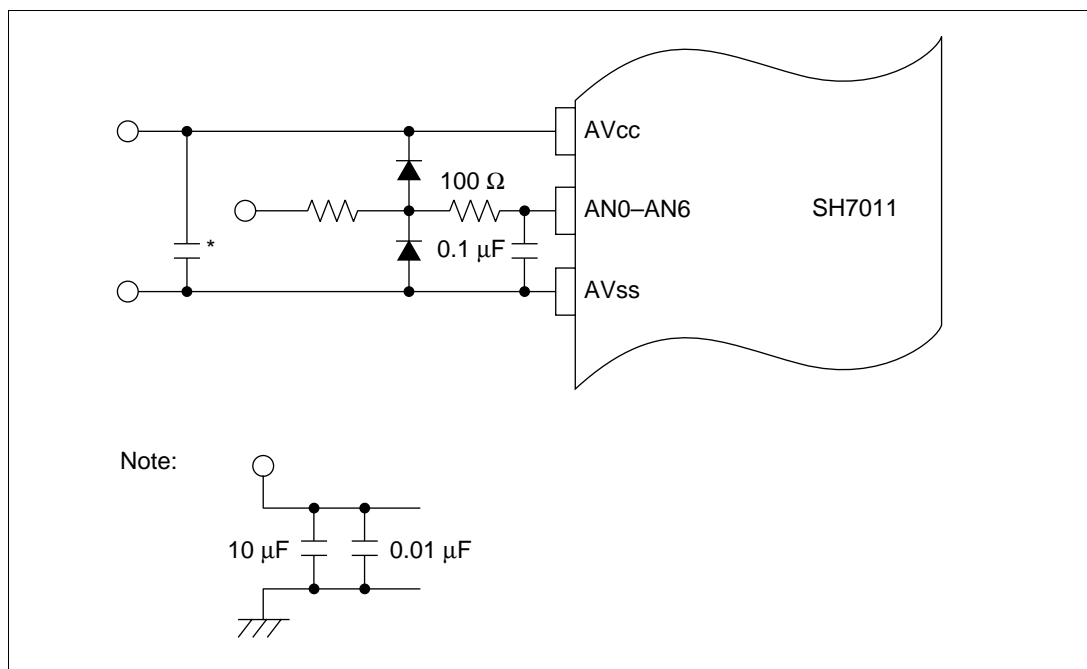 AVcc
100 Ω
AN0–AN6
SH7011
*
0.1 μF
AVss
Note:
10 μF
0.01 μF